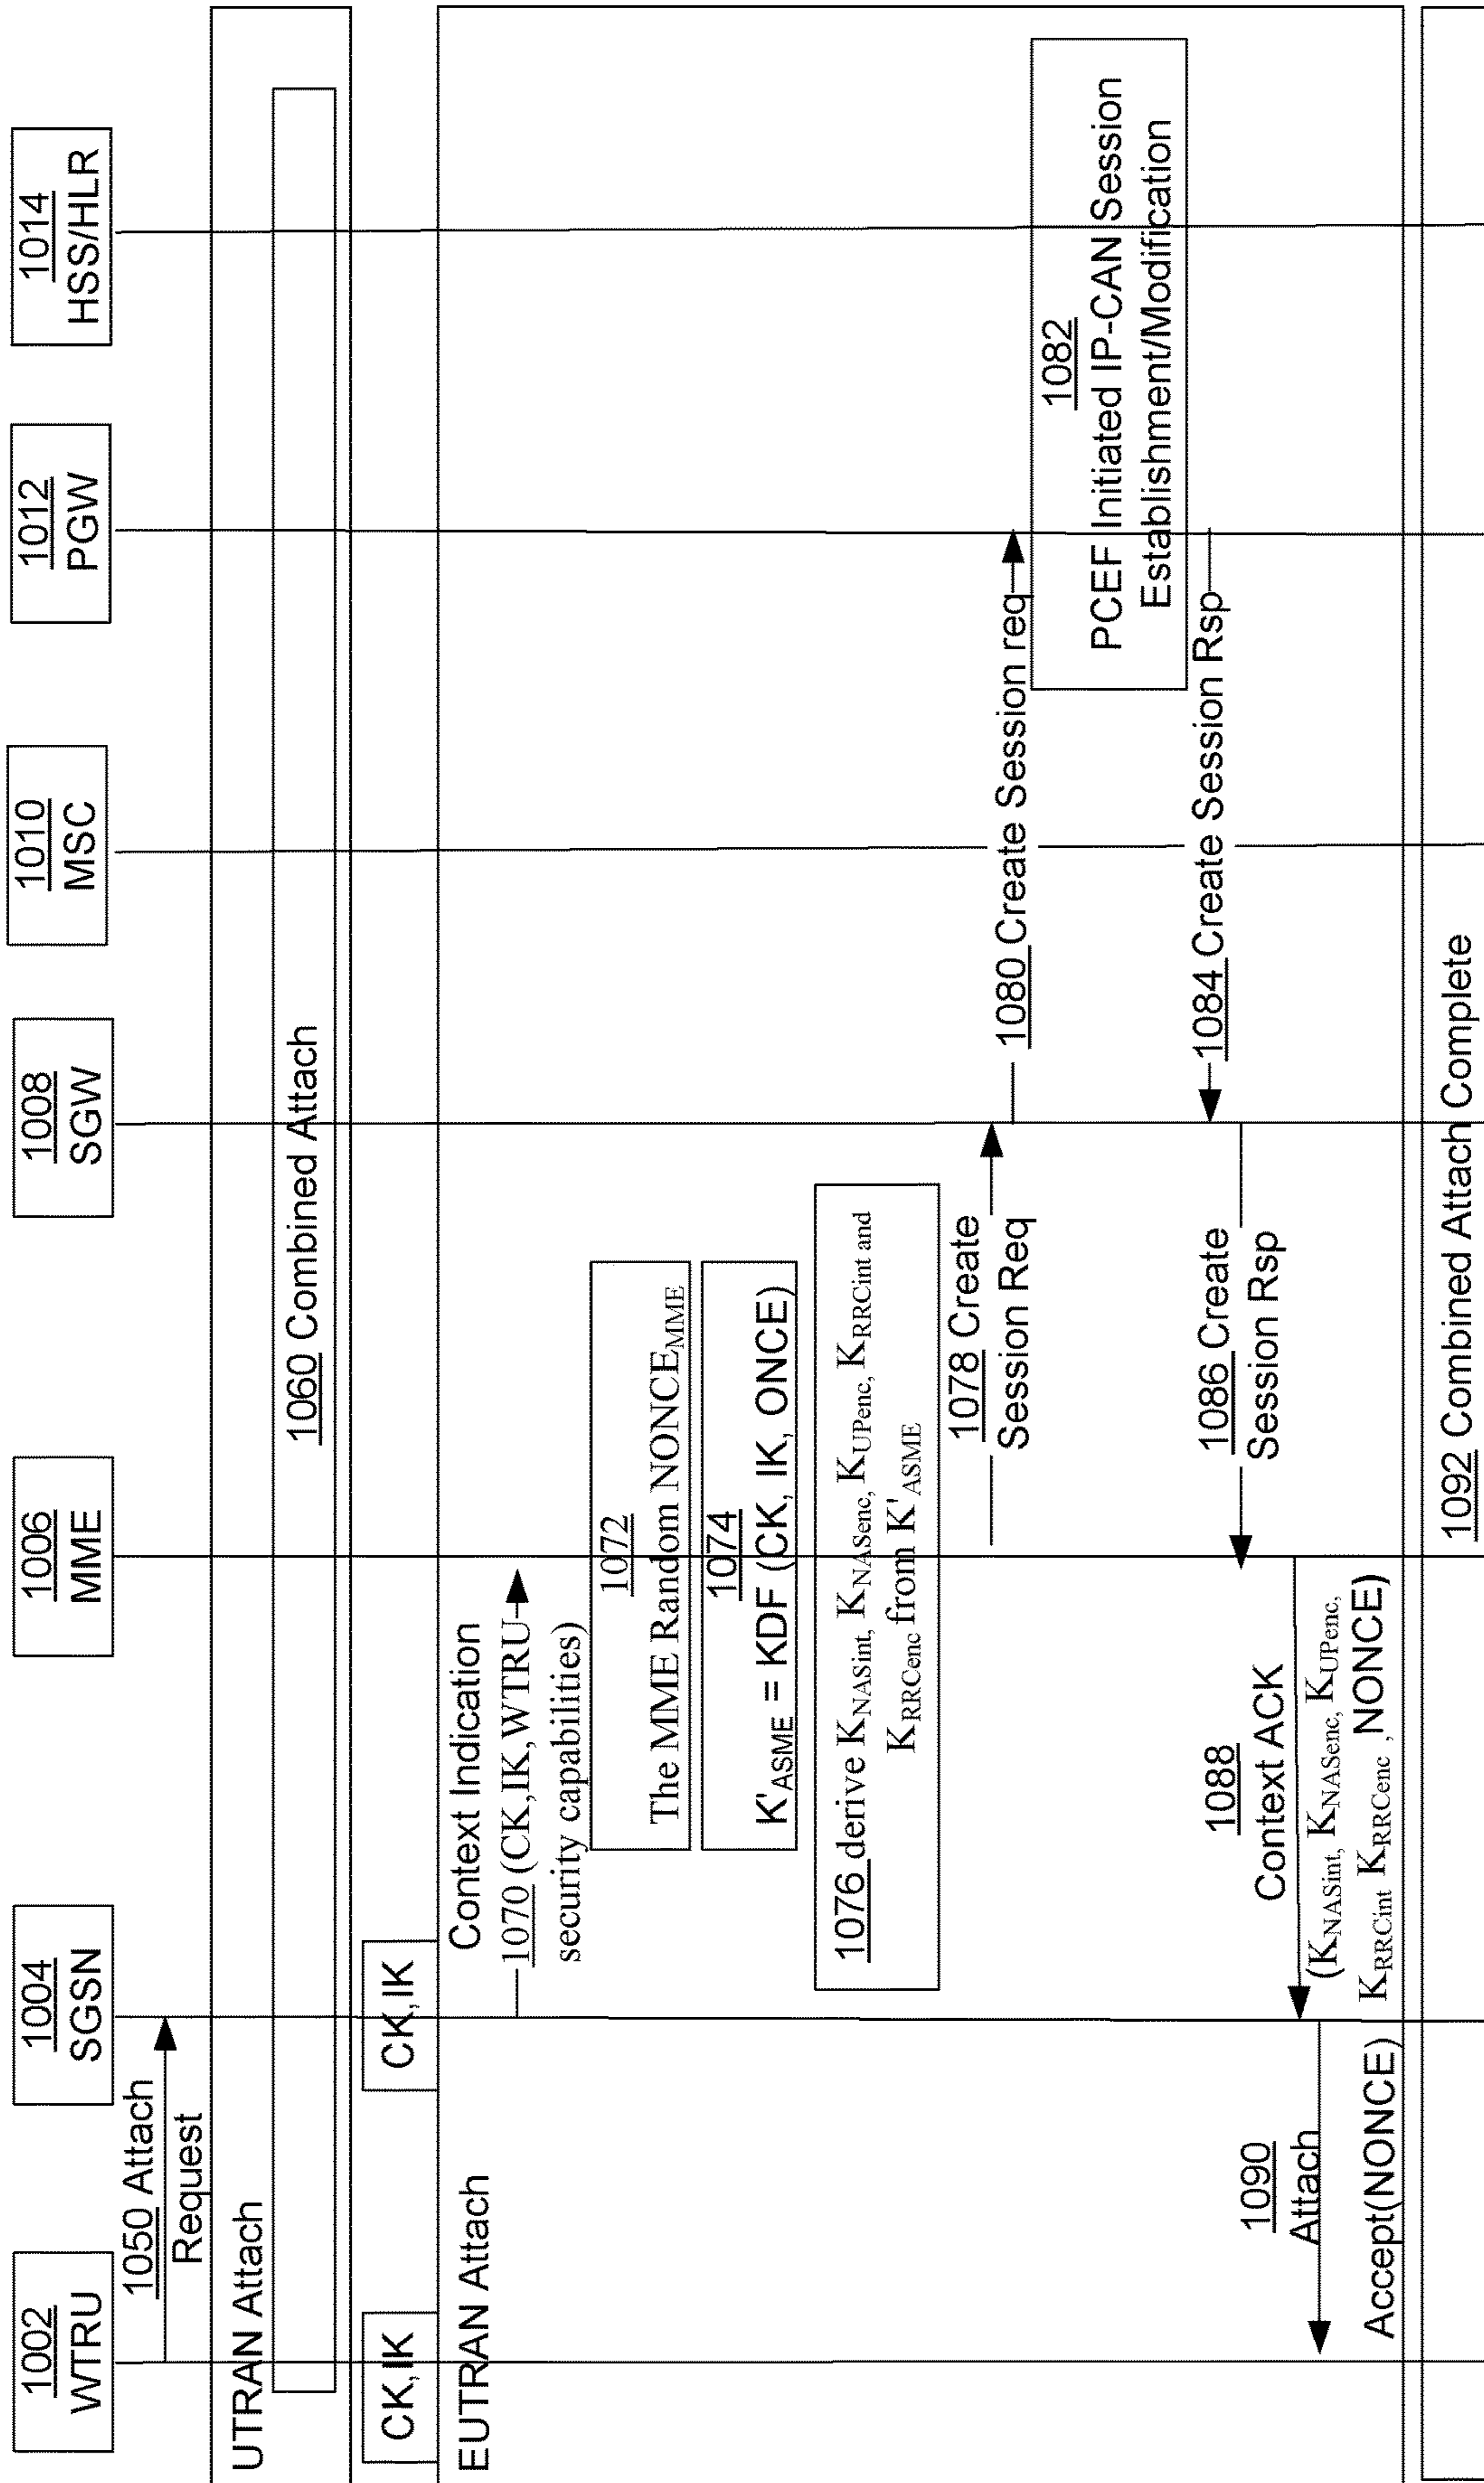 1002
WTRU
1004
SGSN
1006
MME
1008
SGW
1010
MSC
1012
PGW
1014
HSS/HLR
1050 Attach
Request
UTRAN Attach
1060 Combined Attach
CK,IK
CK,IK
EUTRAN Attach
Context Indication
1070 (CK,IK,WTRU
security capabilities)
1072
The MME Random NONCEMME
1074
K'ASME = KDF (CK, IK, ONCE)
1076 derive KNASint, KNASenc, KUPenc, KRRCint and
KRRCenc from K'ASME
1078 Create
Session Req
1080 Create Session req
1082
PCEF Initiated IP-CAN Session
Establishment/Modification
1084 Create Session Rsp
1086 Create
Session Rsp
1088
Context ACK
(KNASint, KNASenc, KUPenc,
KRRCint KRRCenc ,NONCE)
1090
Attach
Accept(NONCE)
1092 Combined Attach Complete